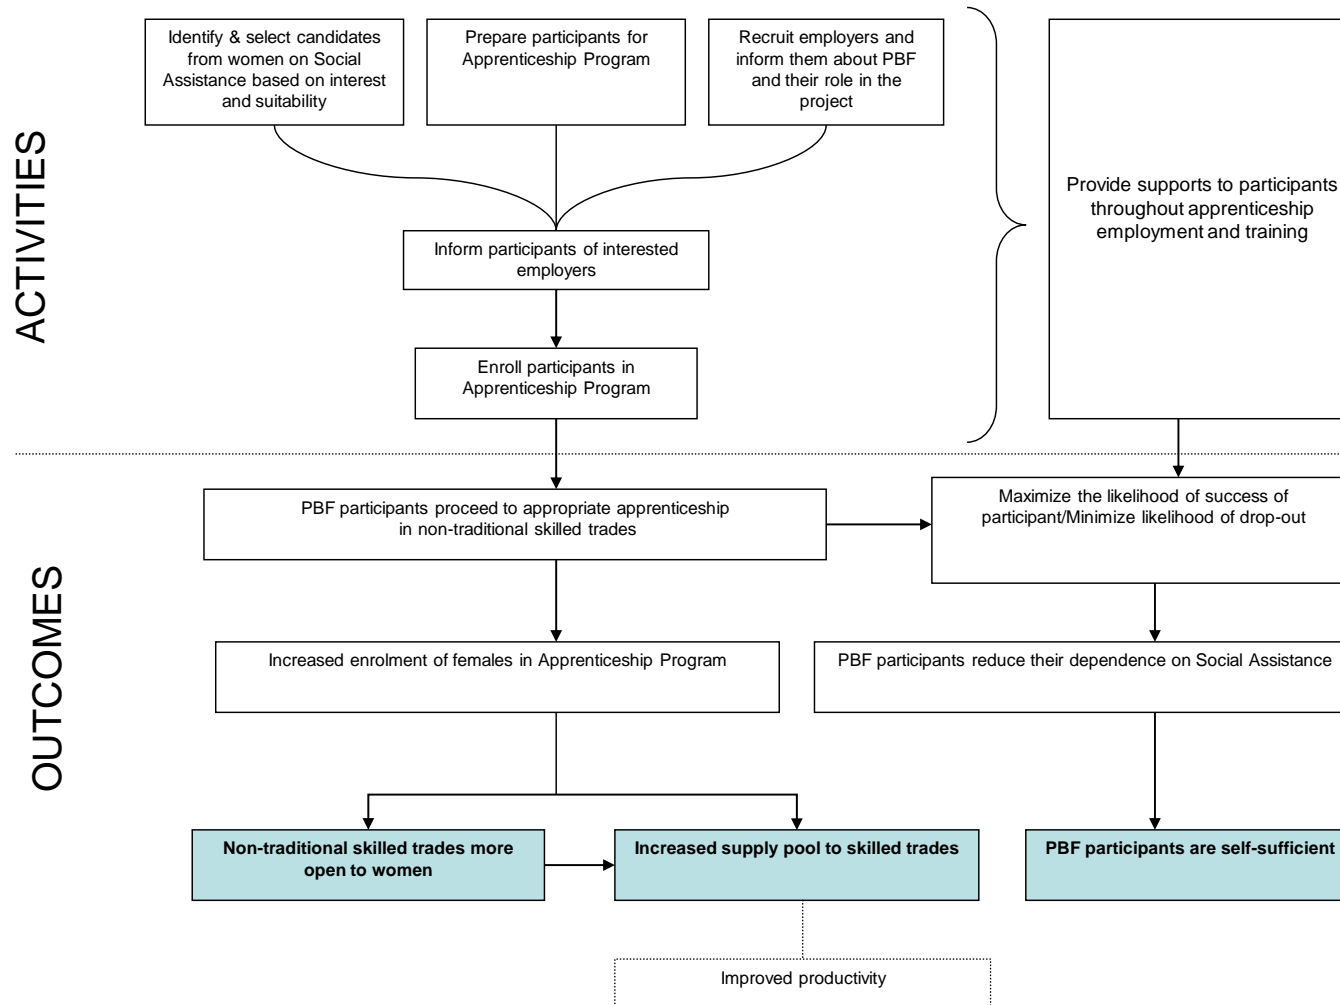 ACTIVITIES
Identify & select candidates
from women on Social
Assistance based on interest
and suitability
Prepare participants for
Apprenticeship Program
Recruit employers and
inform them about PBF
and their role in the
project
Provide supports to participants
throughout apprenticeship
employment and training
Inform participants of interested
employers
Enroll participants in
Apprenticeship Program
OUTCOMES
PBF participants proceed to appropriate apprenticeship
in non-traditional skilled trades
Maximize the likelihood of success of
participant/Minimize likelihood of drop-out
Increased enrolment of females in Apprenticeship Program
PBF participants reduce their dependence on Social Assistance
Non-traditional skilled trades more
open to women
Increased supply pool to skilled trades
PBF participants are self-sufficient
Improved productivity